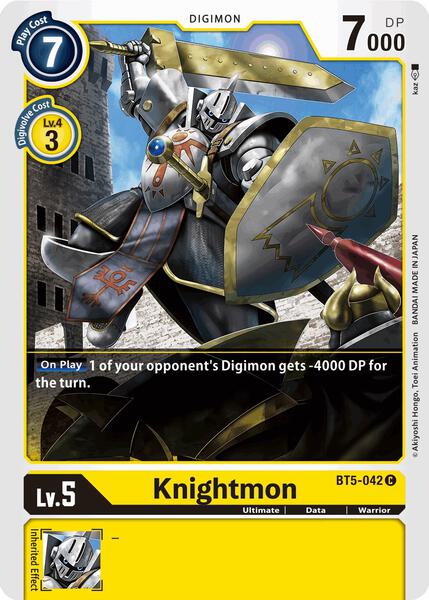 DIGIMON
Play Cost
7
DP
7000
Digivolve Cost
Lv.4
3
kaz
© Akiyoshi Hongo, Toei Animation BANDAI MADE IN JAPAN
On Play 1 of your opponent's Digimon gets -4000 DP for
the turn.
Lv.5
Knightmon
BT5-042 C
Ultimate | Data | Warrior
Inherited Effect
–